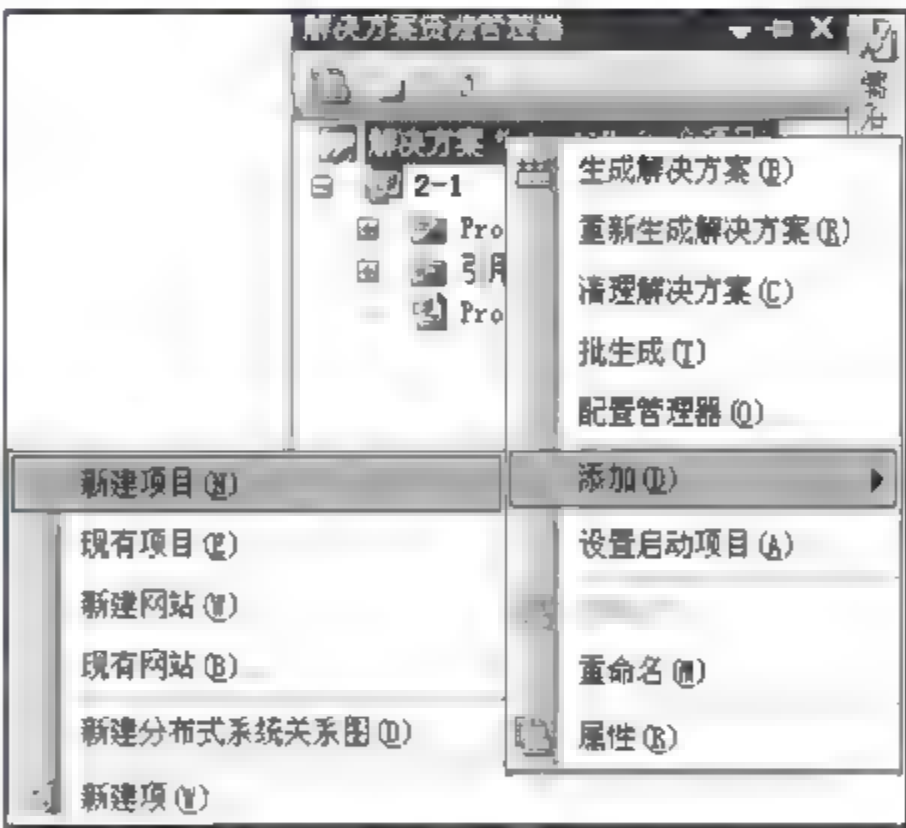 解决方案资源管理器
解决方案
2-1
Pro
引用
Pro
生成解决方案(B)
重新生成解决方案(R)
清理解决方案(C)
批生成(T)
配置管理器(O)
添加(D)
设置启动项目(A)
重命名(M)
属性(R)
新建项目(N)
现有项目(E)
新建网站(W)
现有网站(B)
新建分布式系统关系图(D)
新建项(W)